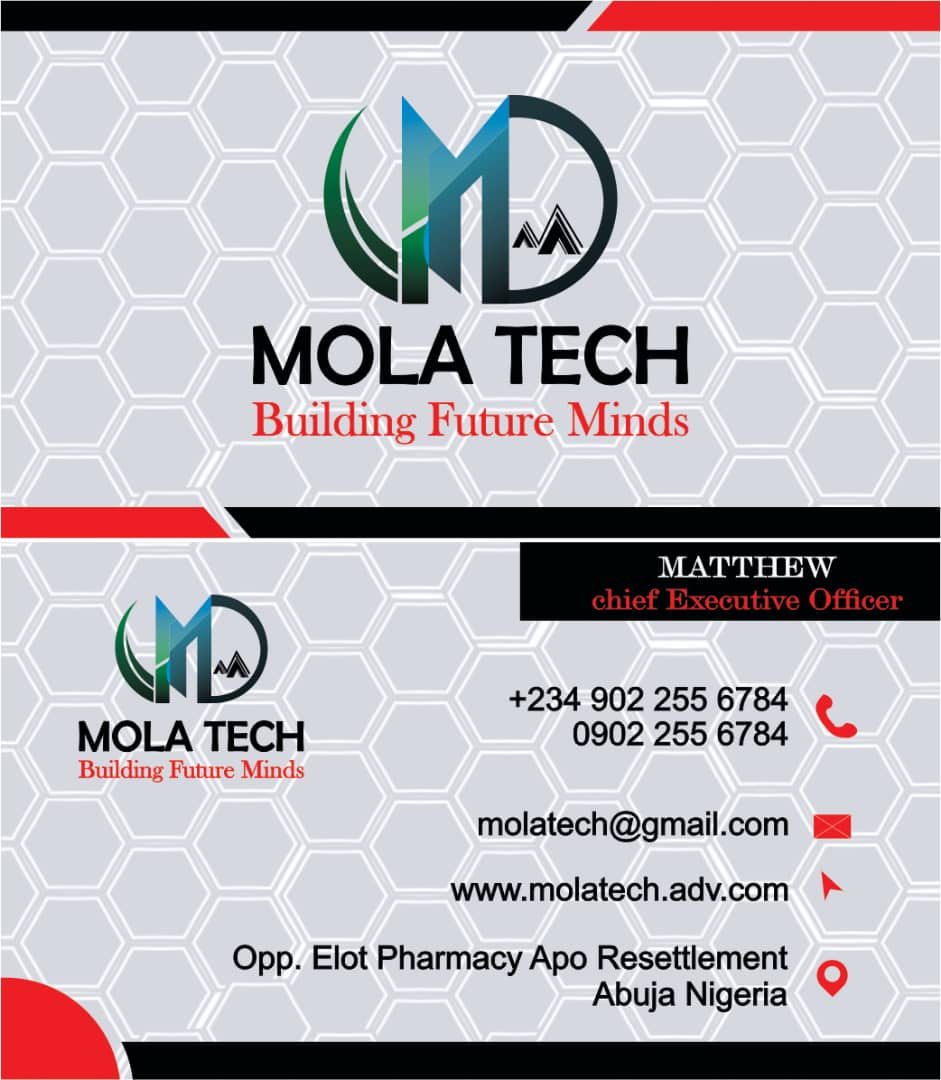 MOLA TECH
Building Future Minds
MATTHEW
chief Executive Officer
MOLA TECH
Building Future Minds
+234 902 255 6784
0902 255 6784
molatech@gmail.com
www.molatech.adv.com
Opp. Elot Pharmacy Apo Resettlement
Abuja Nigeria